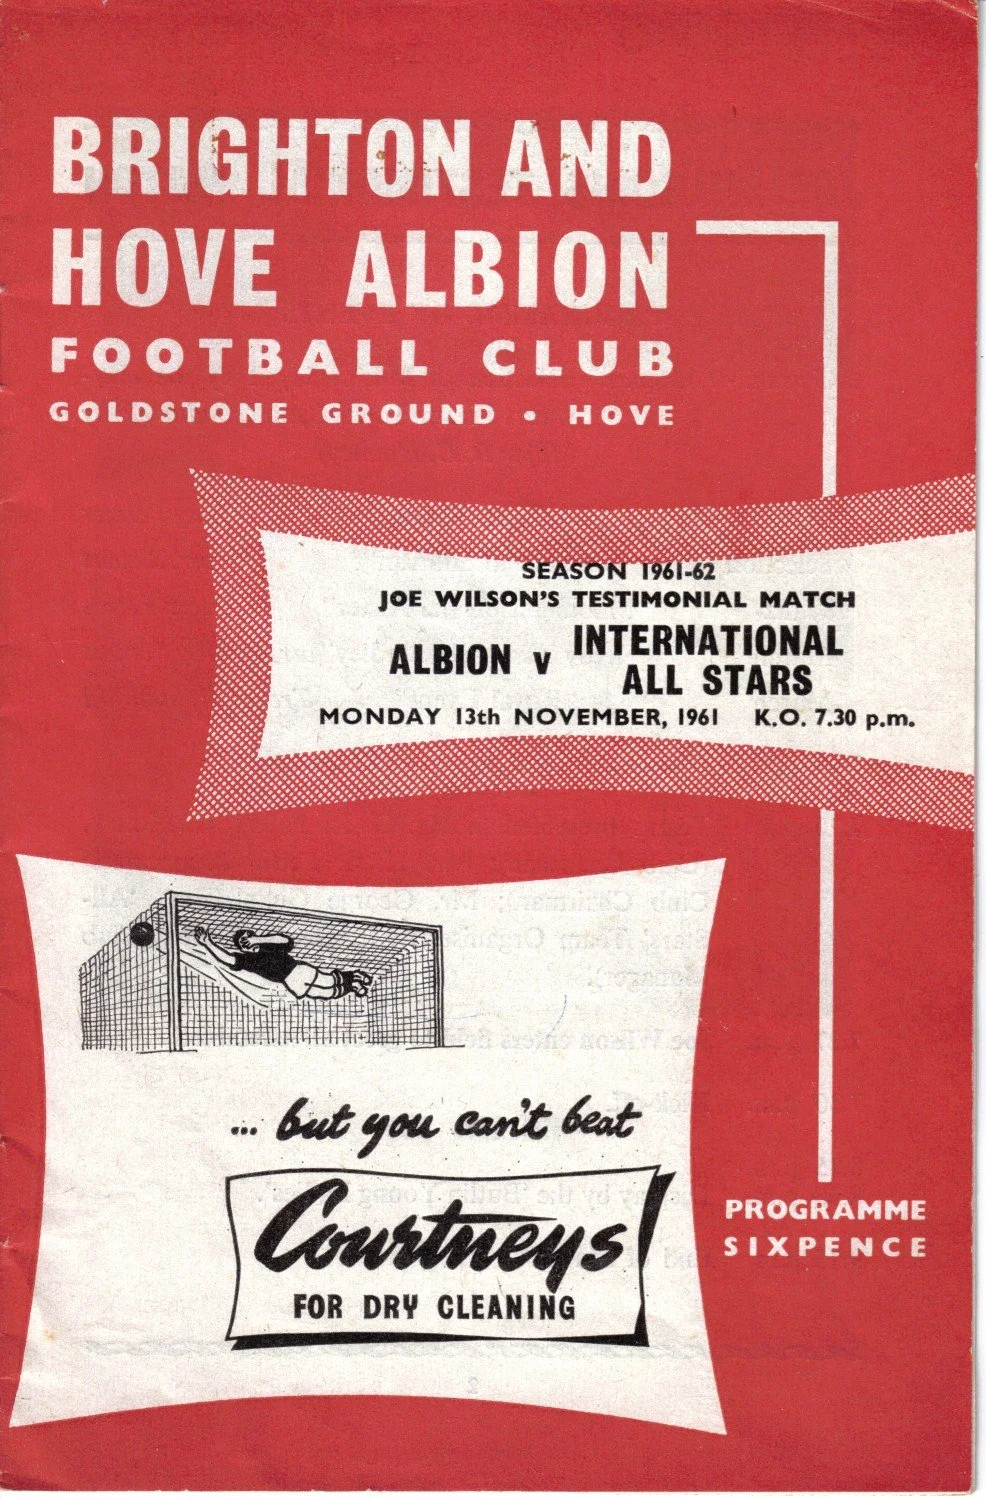 BRIGHTON AND
HOVE ALBION
FOOTBALL CLUB
GOLDSTONE GROUND • HOVE
SEASON 1961-62
JOE WILSON'S TESTIMONIAL MATCH
ALBION v INTERNATIONAL
ALL STARS
MONDAY 13th NOVEMBER, 1961 K.O. 7.30 p.m.
... but you can't beat
Courtneys
FOR DRY CLEANING
PROGRAMME
SIXPENCE